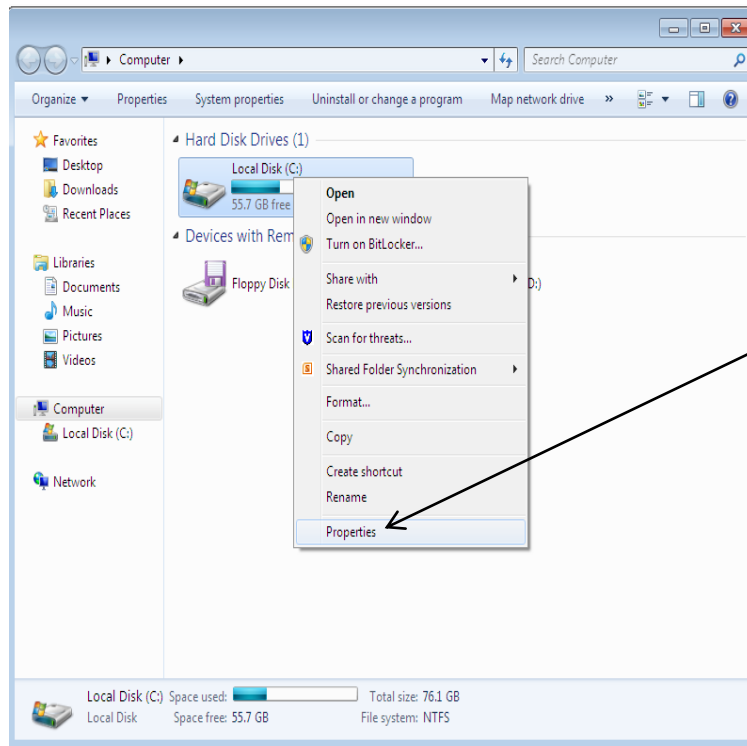 Computer
Search Computer
Organize
Properties
System properties
Uninstall or change a program
Map network drive
»
Favorites
Desktop
Downloads
Recent Places
Libraries
Documents
Music
Pictures
Videos
Computer
Local Disk (C:)
Network
Hard Disk Drives (1)
Local Disk (C:)
55.7 GB free
Devices with Rem
Floppy Disk
D:)
Open
Open in new window
Turn on BitLocker...
Share with
Restore previous versions
Scan for threats...
Shared Folder Synchronization
Format...
Copy
Create shortcut
Rename
Properties
Local Disk (C:) Space used: Total size: 76.1 GB
Local Disk Space free: 55.7 GB File system: NTFS